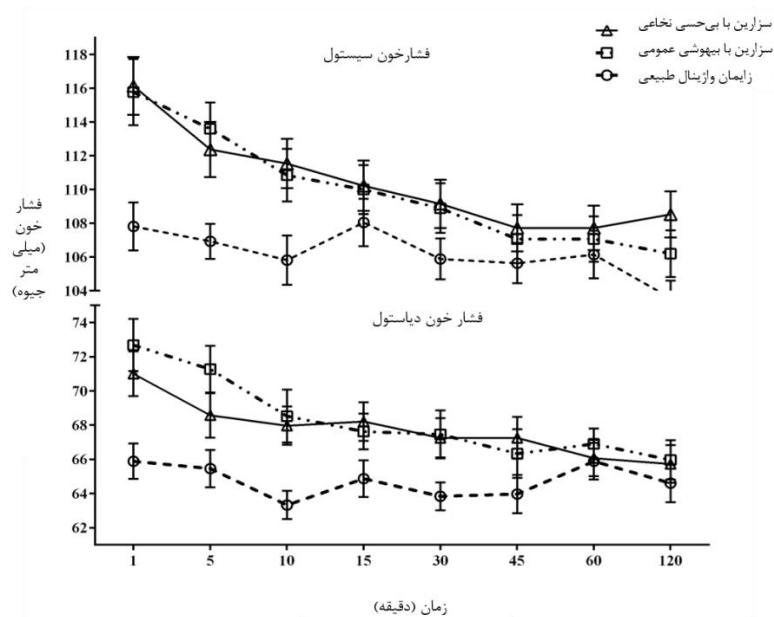 سزارین با بی‌حسی نخاعی
سزارین با بیهوشی عمومی
زایمان واژینال طبیعی
فشارخون سیستول
118
116
114
112
110
108
106
104
فشار
خون
(میلی
متر
جیوه)
فشار خون دیاستول
74
72
70
68
66
64
62
1 5 10 15 30 45 60 120
زمان (دقیقه)